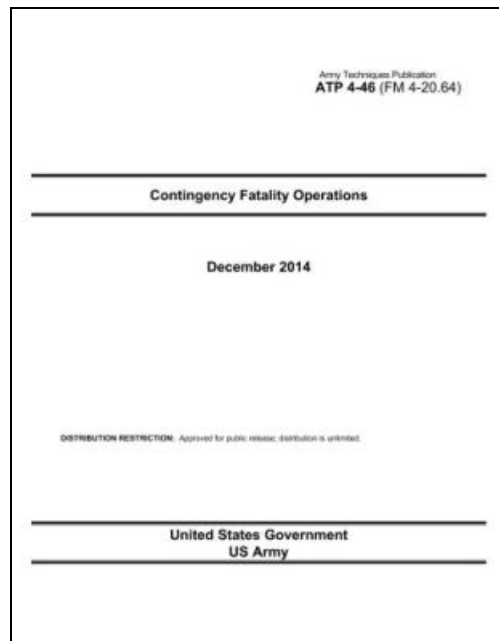 Army Techniques Publication
ATP 4-46 (FM 4-20.64)
Contingency Fatality Operations
December 2014
DISTRIBUTION RESTRICTION. Approved for public release; distribution is unlimited.
United States Government
US Army